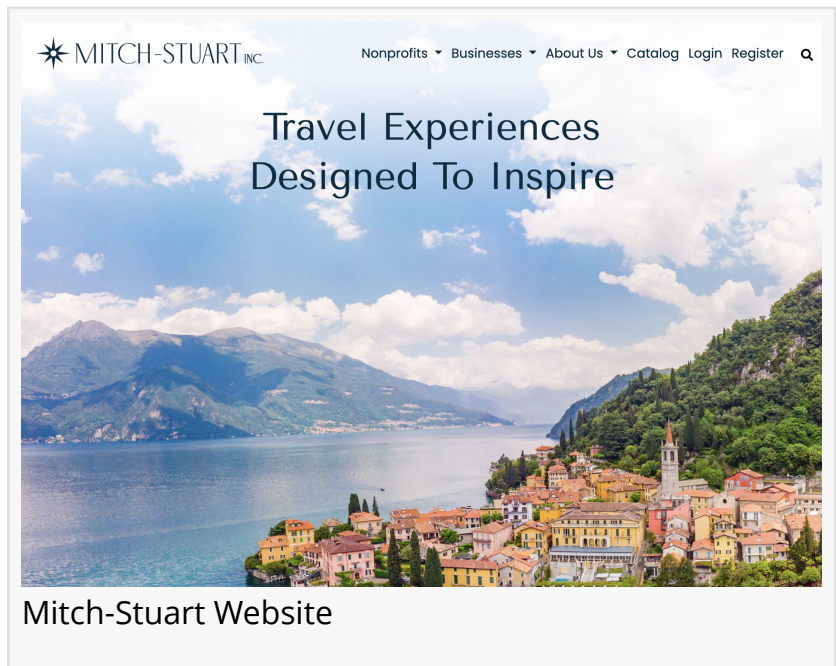 MITCH-STUART INC.
Nonprofits Businesses About Us Catalog Login Register
Travel Experiences
Designed To Inspire
Mitch-Stuart Website